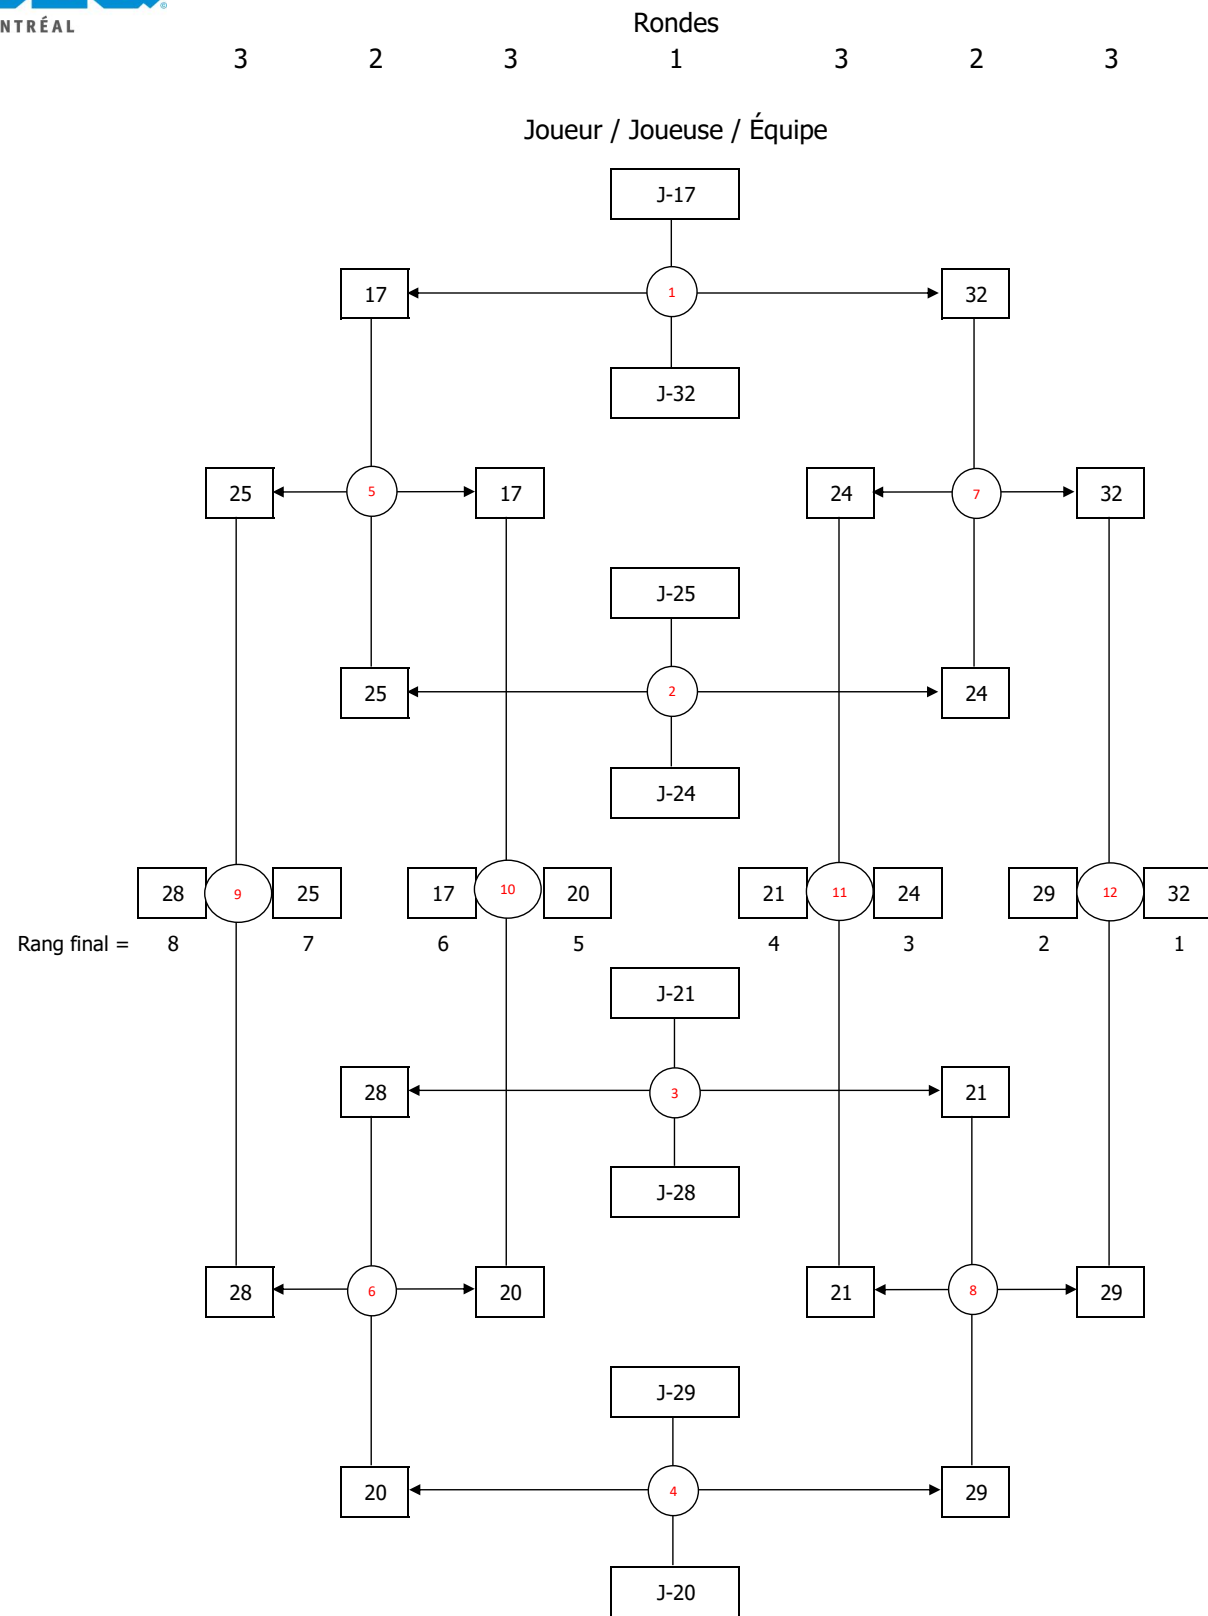 NTRÉAL ©
Rondes
3 2 3 1 3 2 3
Joueur / Joueuse / Équipe
J-17
17 1 32
J-32
25 5 17 24 7 32
J-25
25 2 24
J-24
28 9 25 17 10 20 21 11 24 29 12 32
Rang final = 8 7 6 5 4 3 2 1
J-21
28 3 21
J-28
28 6 20 21 8 29
J-29
20 4 29
J-20